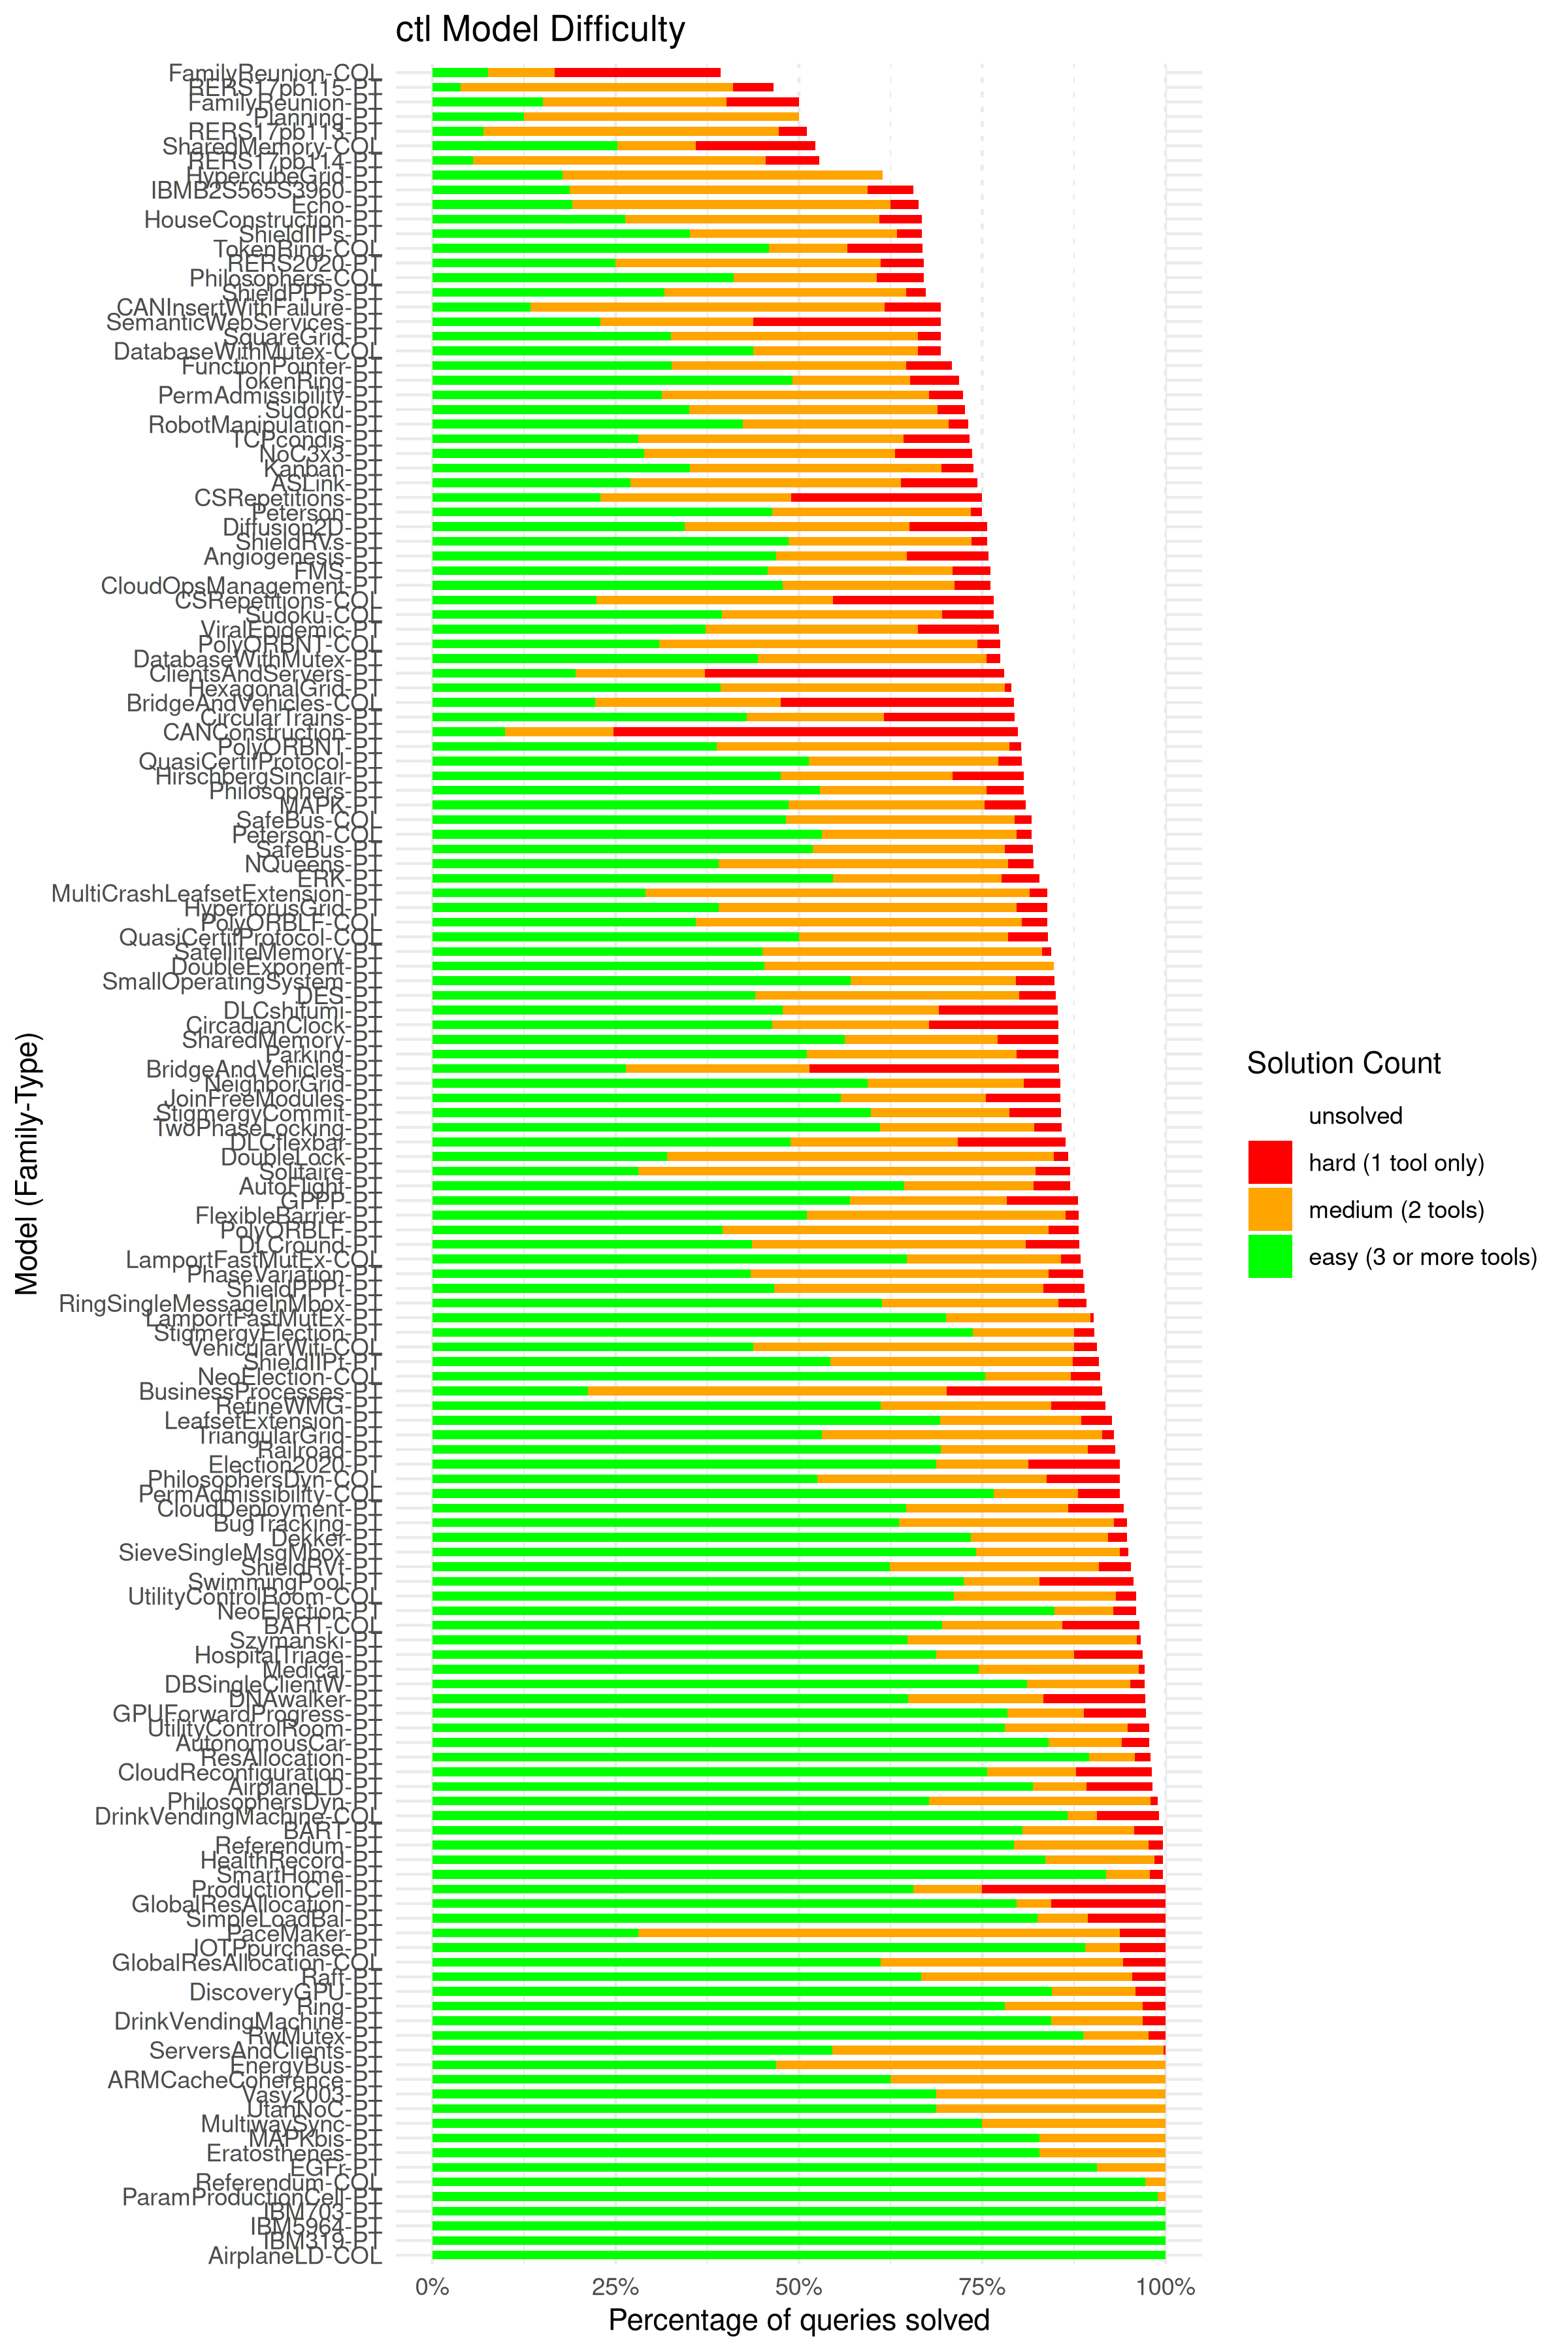 ctl Model Difficulty
FamilyReunion-COL
RERS17pb115-PT
FamilyReunion-PT
Planning-PT
RERS17pb113-PT
SharedMemory-COL
RERS17pb114-PT
HypercubeGrid-PT
IBMB2S565S3960-PT
Echo-PT
HouseConstruction-PT
ShieldIIPs-PT
TokenRing-COL
RERS2020-PT
Philosophers-COL
ShieldPPPs-PT
CANInsertWithFailure-PT
SemanticWebServices-PT
SquareGrid-PT
DatabaseWithMutex-COL
FunctionPointer-PT
TokenRing-PT
PermAdmissibility-PT
Sudoku-PT
RobotManipulation-PT
TCPcondis-PT
NoC3x3-PT
Kanban-PT
ASLink-PT
CSRepetitions-PT
Peterson-PT
Diffusion2D-PT
ShieldRVs-PT
Angiogenesis-PT
FMS-PT
CloudOpsManagement-PT
CSRepetitions-COL
Sudoku-COL
ViralEpidemic-PT
PolyORBNT-COL
DatabaseWithMutex-PT
ClientsAndServers-PT
HexagonalGrid-PT
BridgeAndVehicles-COL
CircularTrains-PT
CANConstruction-PT
PolyORBNT-PT
QuasiCertifProtocol-PT
HirschbergSinclair-PT
Philosophers-PT
MAPK-PT
SafeBus-COL
Peterson-COL
SafeBus-PT
NQueens-PT
ERK-PT
MultiCrashLeafsetExtension-PT
HypertorusGrid-PT
PolyORBLF-COL
QuasiCertifProtocol-COL
SatelliteMemory-PT
DoubleExponent-PT
SmallOperatingSystem-PT
DES-PT
DLCshifumi-PT
CircadianClock-PT
SharedMemory-PT
Parking-PT
BridgeAndVehicles-PT
NeighborGrid-PT
JoinFreeModules-PT
StigmergyCommit-PT
TwoPhaseLocking-PT
DLCflexbar-PT
DoubleLock-PT
Solitaire-PT
AutoFlight-PT
GPPP-PT
FlexibleBarrier-PT
PolyORBLF-PT
DLCround-PT
LamportFastMutEx-COL
PhaseVariation-PT
ShieldPPPt-PT
RingSingleMessageInMbox-PT
LamportFastMutEx-PT
StigmergyElection-PT
VehicularWifi-COL
ShieldIIPt-PT
NeoElection-COL
BusinessProcesses-PT
RefineWMG-PT
LeafsetExtension-PT
TriangularGrid-PT
Railroad-PT
Election2020-PT
PhilosophersDyn-COL
PermAdmissibility-COL
CloudDeployment-PT
BugTracking-PT
Dekker-PT
SieveSingleMsgMbox-PT
ShieldRVt-PT
SwimmingPool-PT
UtilityControlRoom-COL
NeoElection-PT
BART-COL
Szymanski-PT
HospitalTriage-PT
Medical-PT
DBSingleClientW-PT
DNAwalker-PT
GPUForwardProgress-PT
UtilityControlRoom-PT
AutonomousCar-PT
ResAllocation-PT
CloudReconfiguration-PT
AirplaneLD-PT
PhilosophersDyn-PT
DrinkVendingMachine-COL
BART-PT
Referendum-PT
HealthRecord-PT
SmartHome-PT
ProductionCell-PT
GlobalResAllocation-PT
SimpleLoadBal-PT
PaceMaker-PT
IOTPpurchase-PT
GlobalResAllocation-COL
Raft-PT
DiscoveryGPU-PT
Ring-PT
DrinkVendingMachine-PT
RwMutex-PT
ServersAndClients-PT
EnergyBus-PT
ARMCacheCoherence-PT
Vasy2003-PT
UtahNoC-PT
MultiwaySync-PT
MAPKbis-PT
Eratosthenes-PT
EGFr-PT
Referendum-COL
ParamProductionCell-PT
IBM703-PT
IBM5964-PT
IBM319-PT
AirplaneLD-COL
0% 25% 50% 75% 100%
Percentage of queries solved
Model (Family-Type)
Solution Count
unsolved
hard (1 tool only)
medium (2 tools)
easy (3 or more tools)